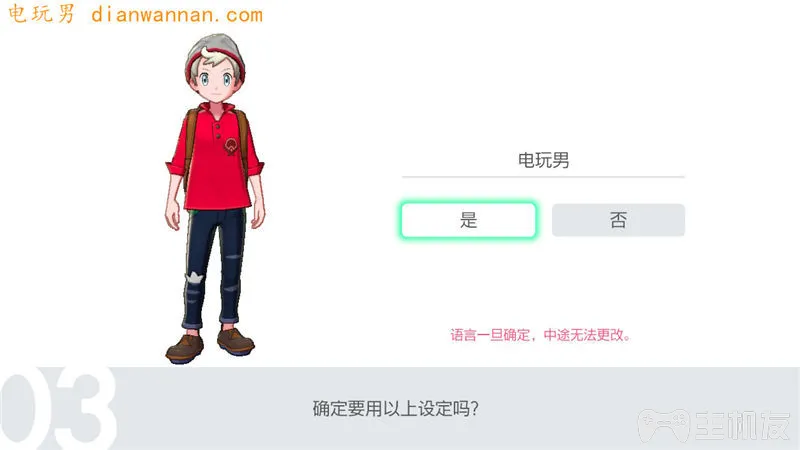 电玩男 dianwannan.com
电玩男
是
否
语言一旦确定，中途无法更改。
03
确定要用以上设定吗？
主机友